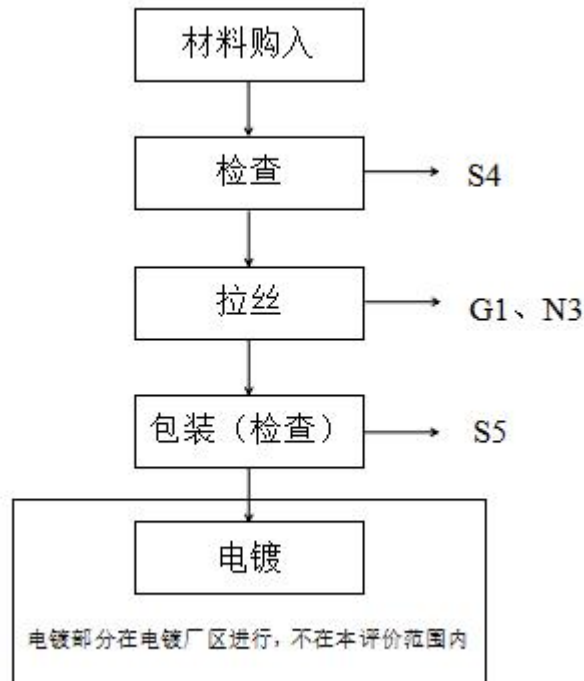 材料购入
检查
S4
拉丝
G1、N3
包装（检查）
S5
电镀
电镀部分在电镀厂区进行，不在本评价范围内